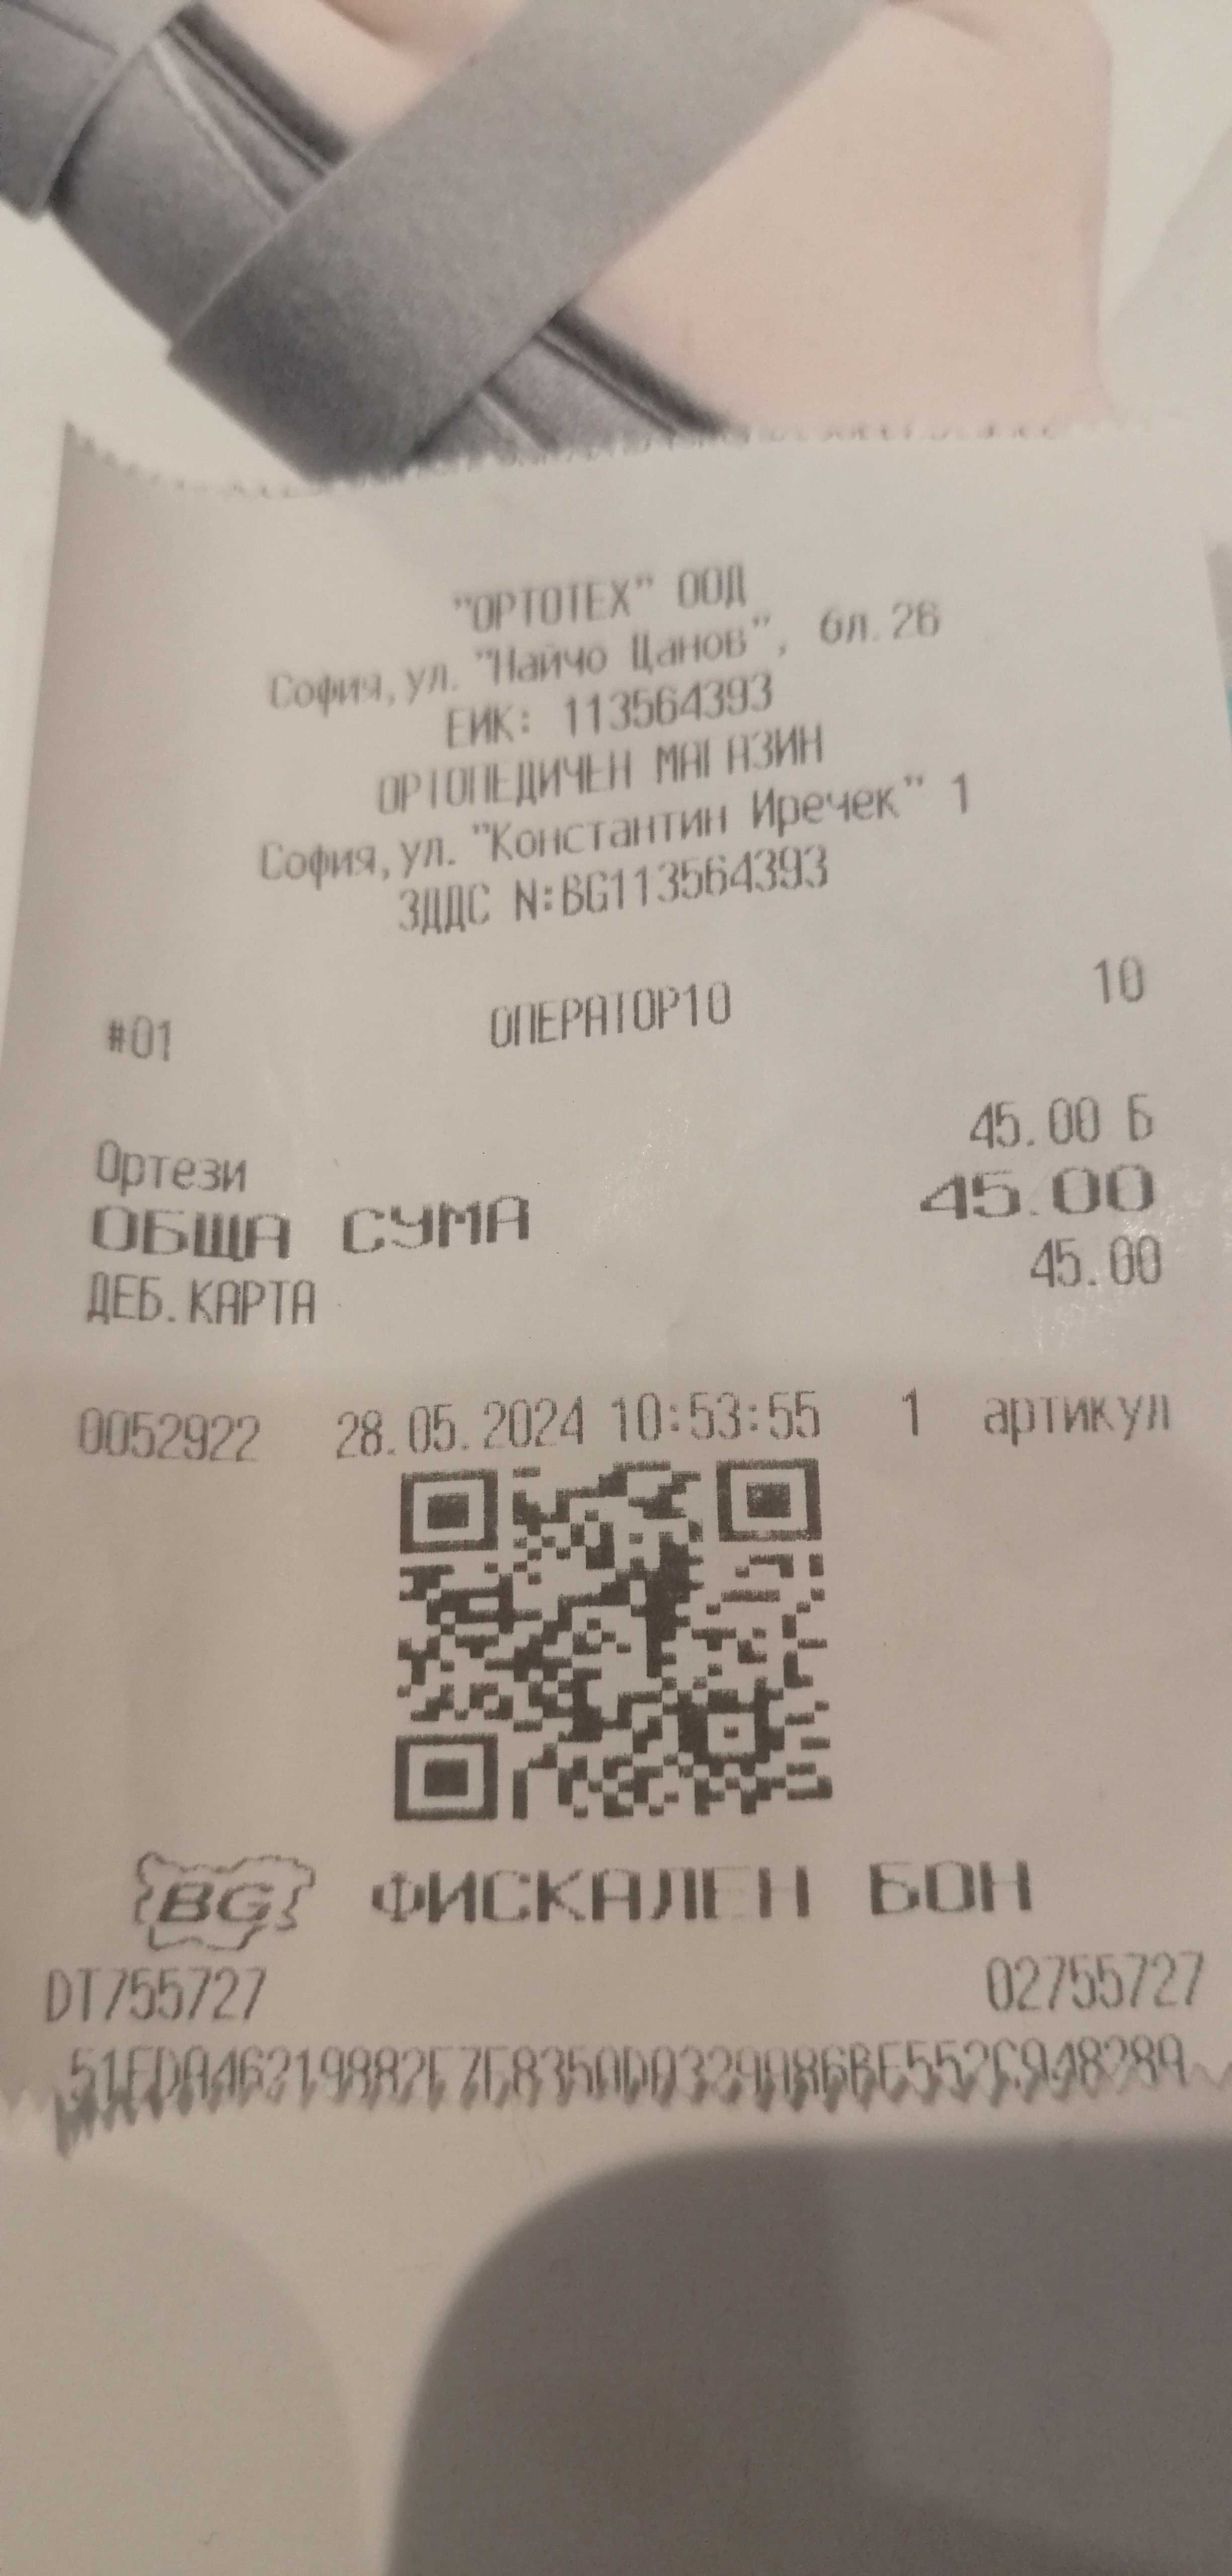 "ОРТОТЕХ" ООД
София, ул. "Найчо Цанов", бл. 26
ЕИК: 113564393
ОРТОПЕДИЧЕН МАГАЗИН
София, ул. "Константин Иречек" 1
ЗДДС N:BG113564393
#01 ОПЕРАТОР10 10
Ортези 45.00 Б
ОБЩА СУМА 45.00
ДЕБ. КАРТА 45.00
0052922 28.05.2024 10:53:55 1 артикул
BG ФИСКАЛЕН БОН
DT755727 02755727